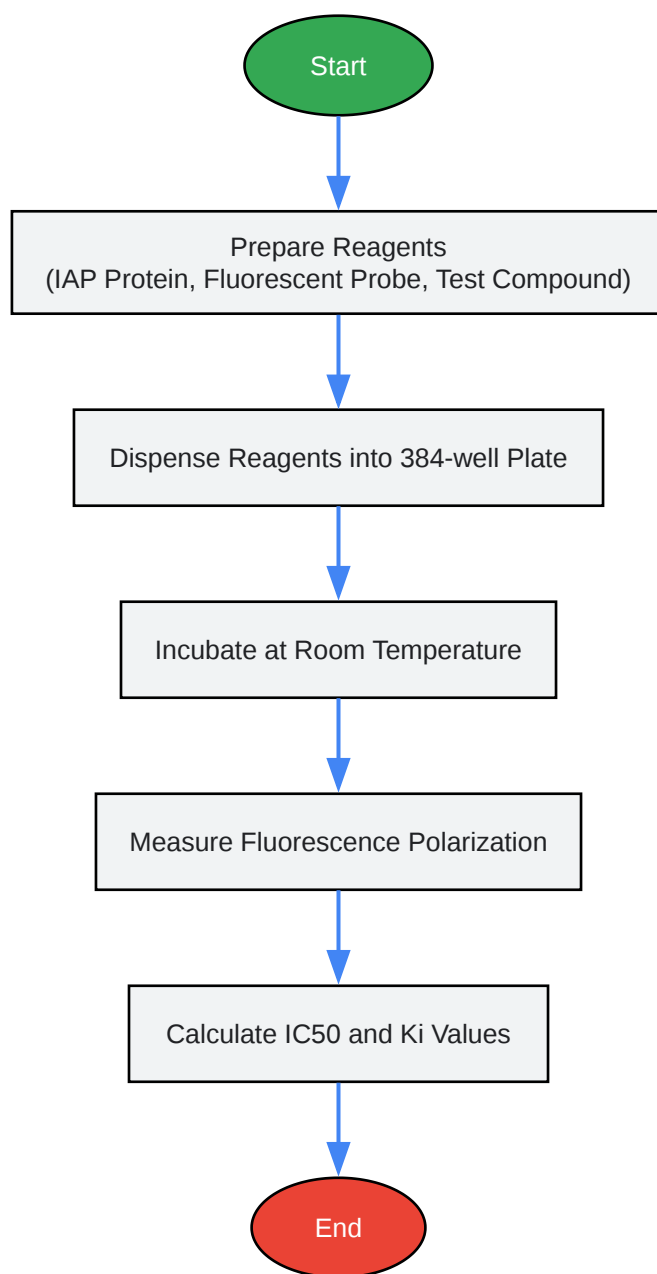 Start
Prepare Reagents
(IAP Protein, Fluorescent Probe, Test Compound)
Dispense Reagents into 384-well Plate
Incubate at Room Temperature
Measure Fluorescence Polarization
Calculate IC50 and Ki Values
End